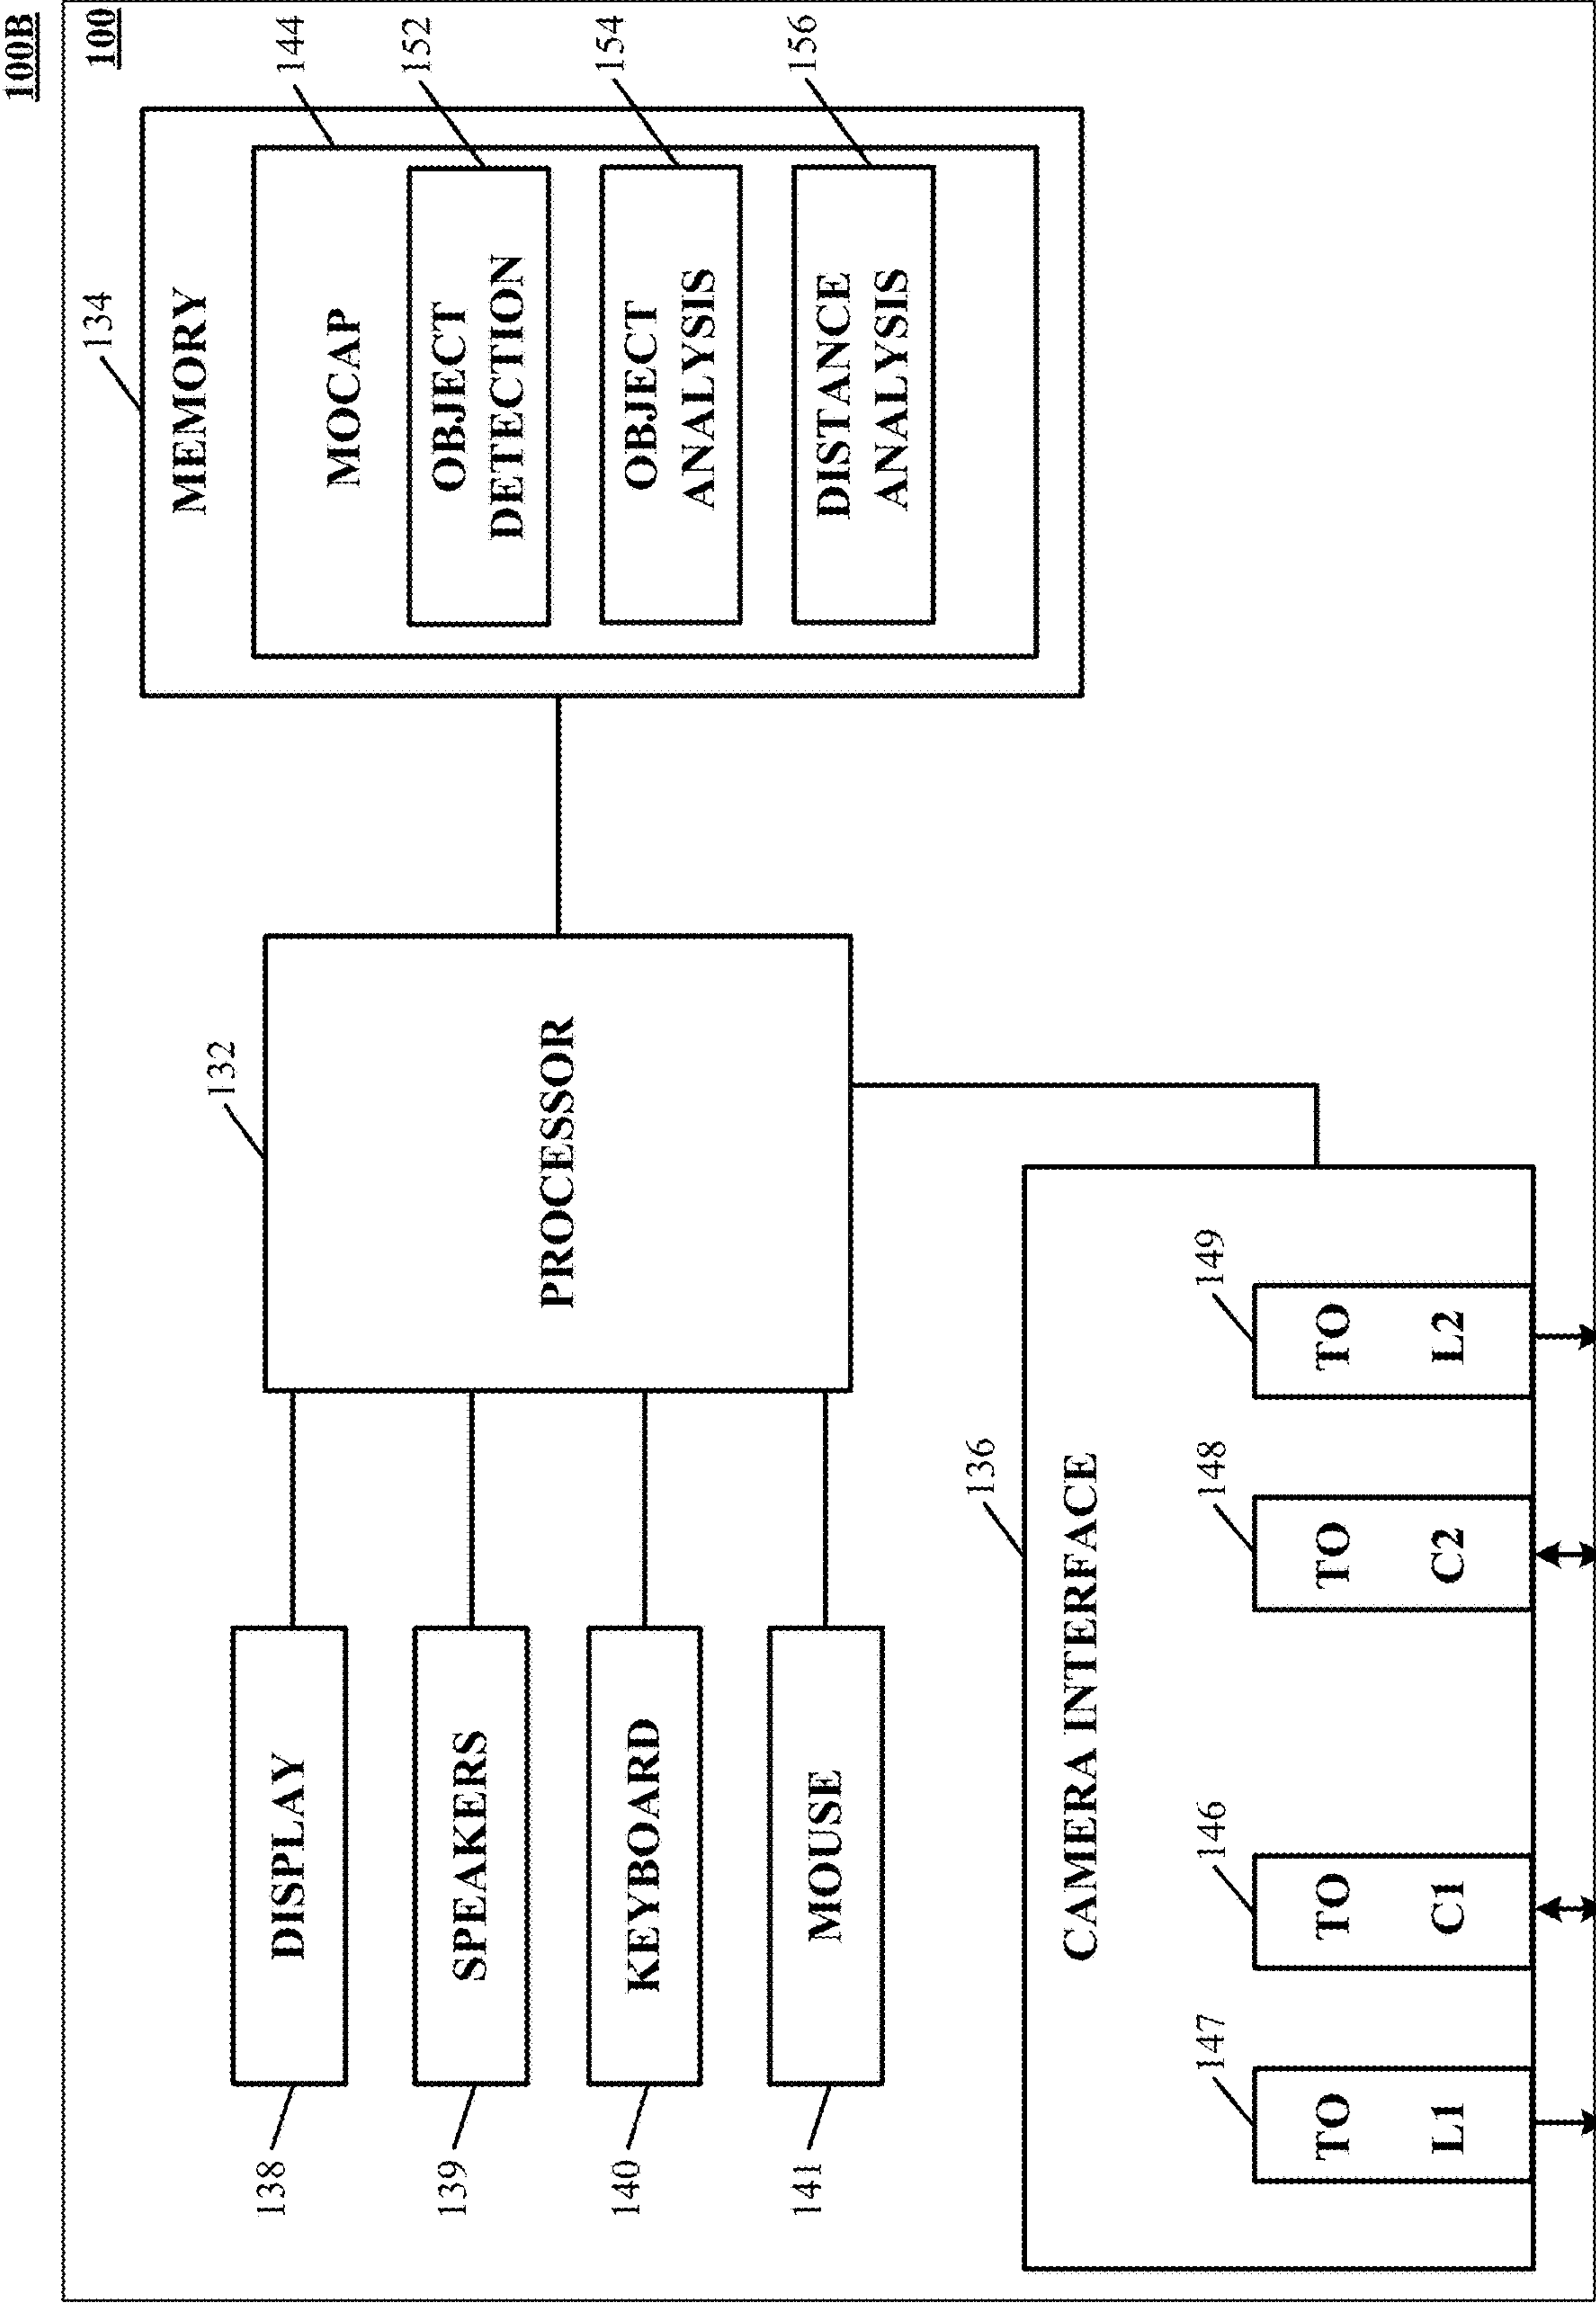 100B
100
138
DISPLAY
139
SPEAKERS
140
KEYBOARD
141
MOUSE
132
PROCESSOR
134
MEMORY
144
MOCAP
152
OBJECT
DETECTION
154
OBJECT
ANALYSIS
156
DISTANCE
ANALYSIS
136
CAMERA INTERFACE
147
TO
L1
146
TO
C1
148
TO
C2
149
TO
L2